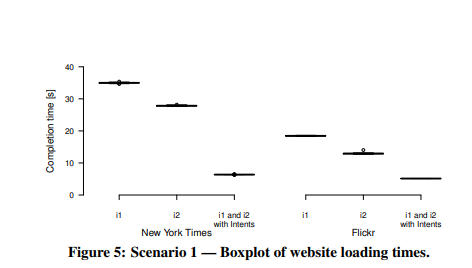 Completion time [s]
40
30
20
10
0
i1
i2
i1 and i2
with Intents
i1
i2
i1 and i2
with Intents
New York Times
Flickr
Figure 5: Scenario 1 — Boxplot of website loading times.